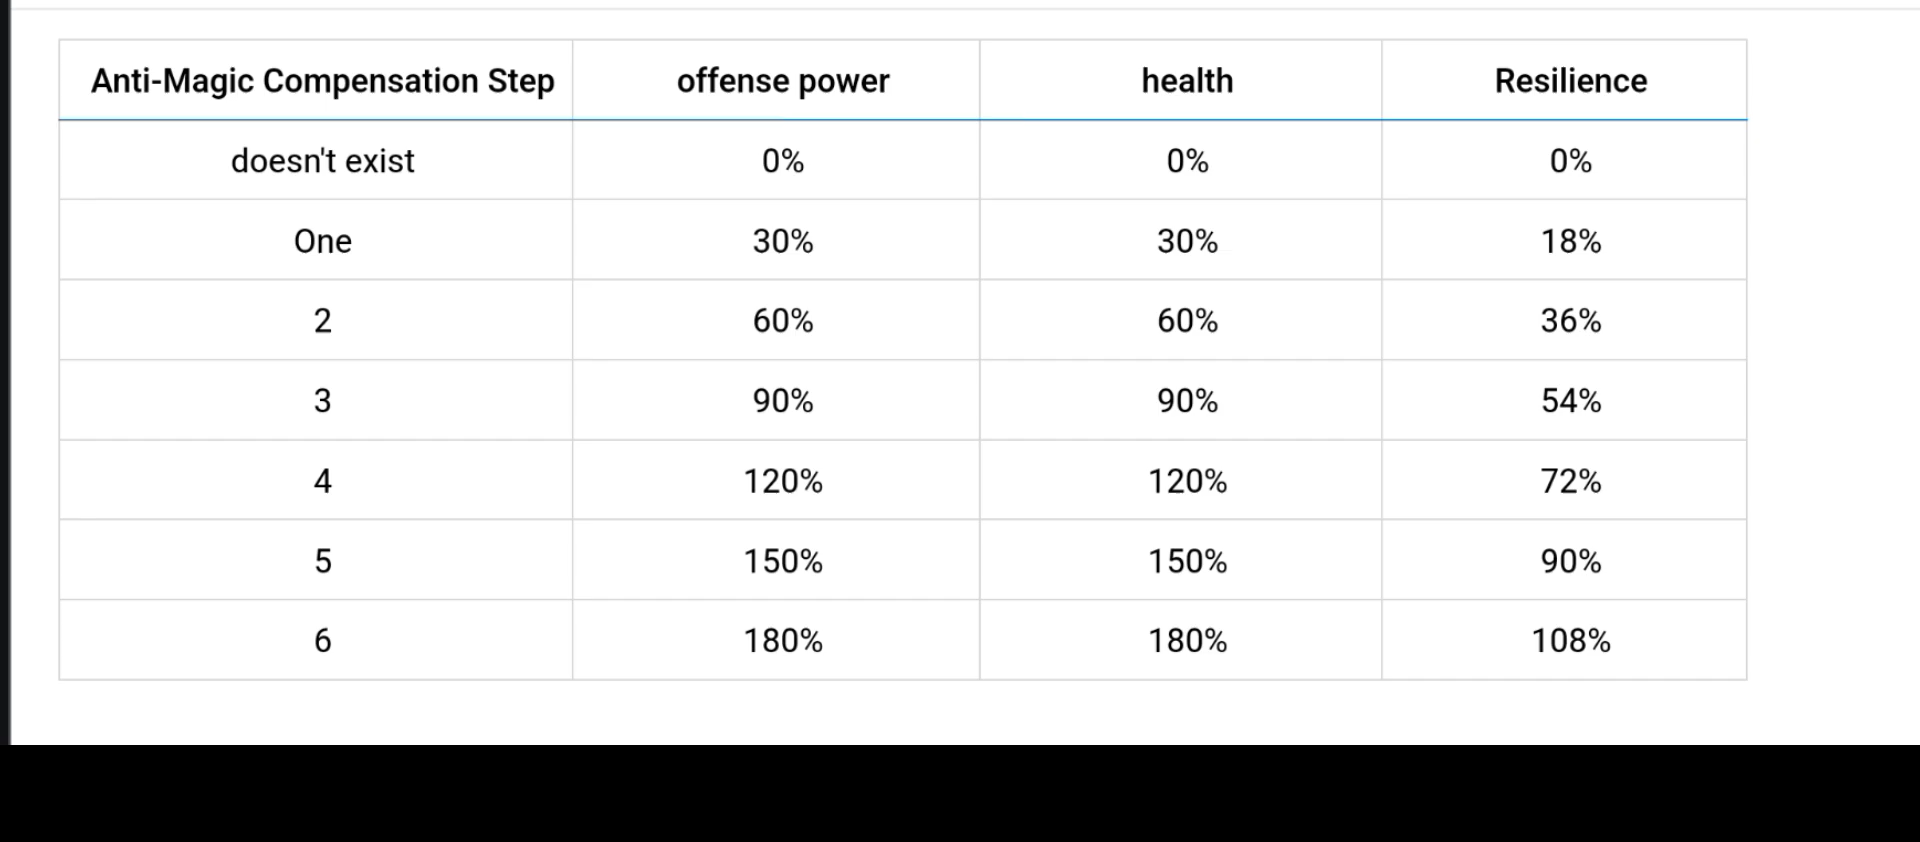 Anti-Magic Compensation Step offense power health Resilience
doesn't exist 0% 0% 0%
One 30% 30% 18%
2 60% 60% 36%
3 90% 90% 54%
4 120% 120% 72%
5 150% 150% 90%
6 180% 180% 108%